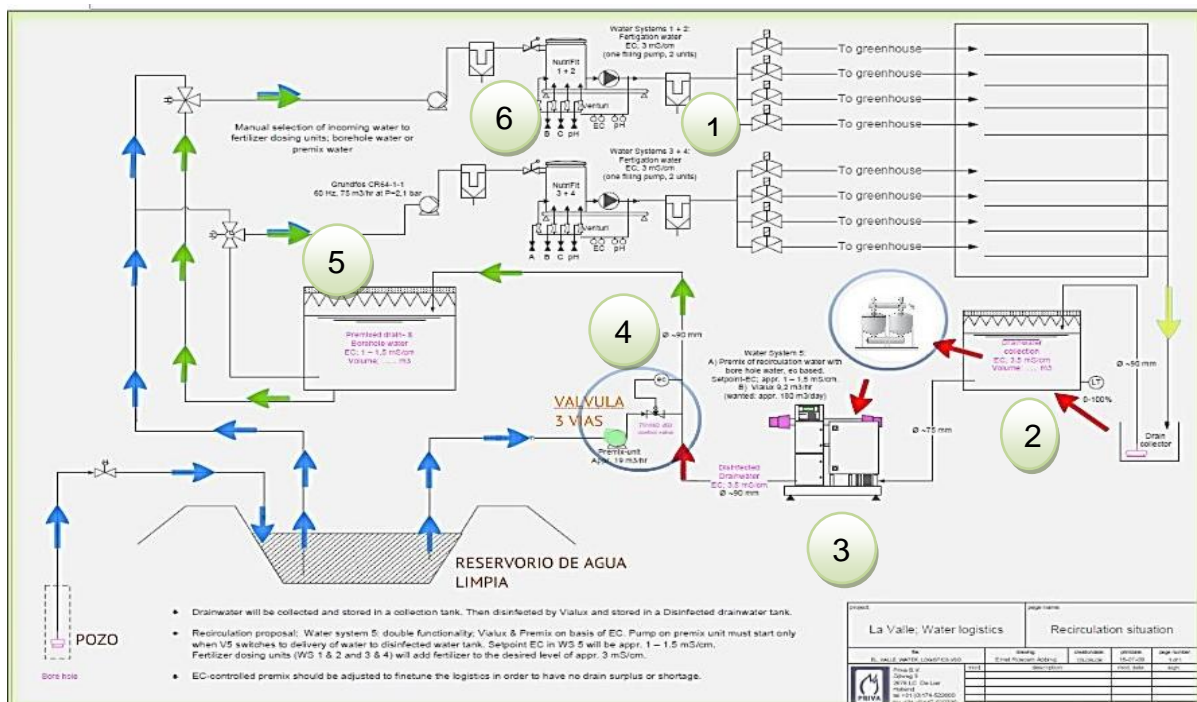 Water Systems 1 + 2:
Fertigation water
EC, 3 mS/cm
(one filling pump, 2 units)
NutriFit
1 + 2
venturi
B C pH
EC pH
6
1
To greenhouse
To greenhouse
To greenhouse
To greenhouse
Manual selection of incoming water to
fertilizer dosing units; borehole water or
premix water
Grundfos CR64-1-1
60 Hz, 75 m3/hr at P=2,1 bar
Water Systems 3 + 4:
Fertigation water
EC, 3 mS/cm
(one filling pump, 2 units)
NutriFit
3 + 4
venturi
A B C pH
EC pH
To greenhouse
To greenhouse
To greenhouse
To greenhouse
5
Premixed drain- &
Borehole water
EC; 1 – 1,5 mS/cm
Volume; ...... m3
4
Ø ~90 mm
ec
VALVULA
3 VIAS
control valve
Premix-unit
Appr. 19 m3/hr
Water System 5:
A) Premix of recirculation water with
bore hole water, ec based.
Setpoint-EC; appr. 1 – 1,5 mS/cm.
B) Vialux 9,2 m3/hr
(wanted: appr. 180 m3/day)
Drainwater
collection
EC; 3,5 mS/cm
Volume ...... m3
LT
0-100%
Ø ~90 mm
2
Drain
collector
Ø ~75 mm
Disinfected
Drainwater
EC; 3,5 mS/cm
Ø ~90 mm
3
RESERVORIO DE AGUA
LIMPIA
POZO
Bore hole
• Drainwater will be collected and stored in a collection tank. Then disinfected by Vialux and stored in a Disinfected drainwater tank.
• Recirculation proposal; Water system 5; double functionality; Vialux & Premix on basis of EC. Pump on premix unit must start only
when V5 switches to delivery of water to disinfected water tank. Setpoint EC in WS 5 will be appr. 1 – 1.5 mS/cm.
Fertilizer dosing units (WS 1 & 2 and 3 & 4) will add fertilizer to the desired level of appr. 3 mS/cm.
• EC-controlled premix should be adjusted to finetune the logistics in order to have no drain surplus or shortage.
project:
La Valle; Water logistics
page name:
Recirculation situation
file
drawing
page number
description
PRIVA
Priva B.V.
De Lier
Holland